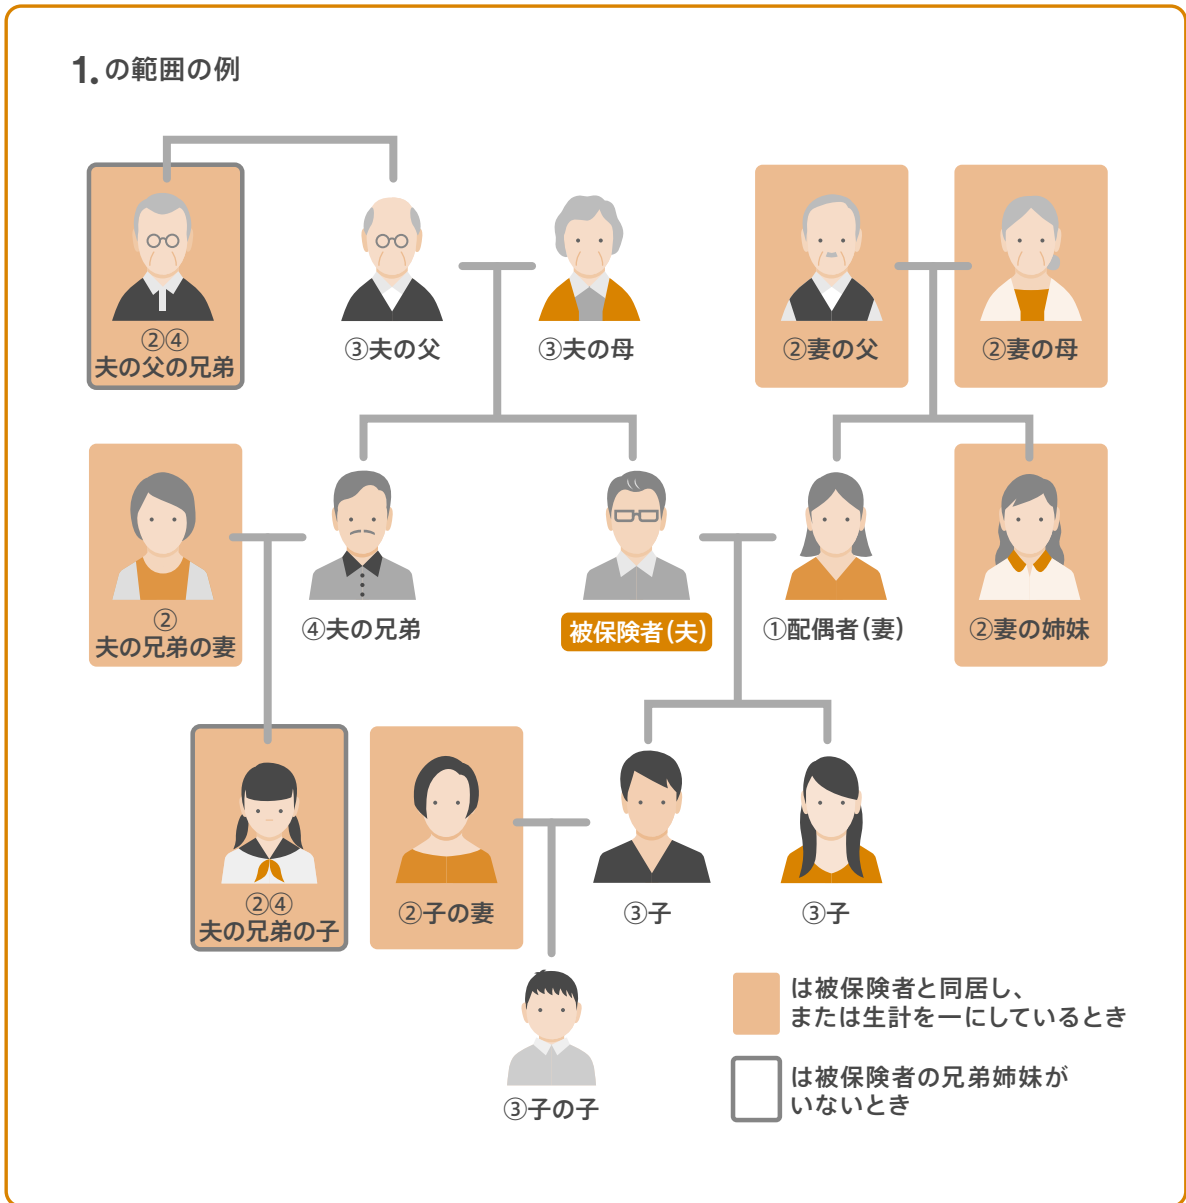 1.の範囲の例
②④
夫の父の兄弟
③夫の父
③夫の母
②妻の父
②妻の母
②
夫の兄弟の妻
④夫の兄弟
被保険者(夫)
①配偶者(妻)
②妻の姉妹
②④
夫の兄弟の子
②子の妻
③子
③子
③子の子
は被保険者と同居し、
または生計を一にしているとき
は被保険者の兄弟姉妹が
いないとき